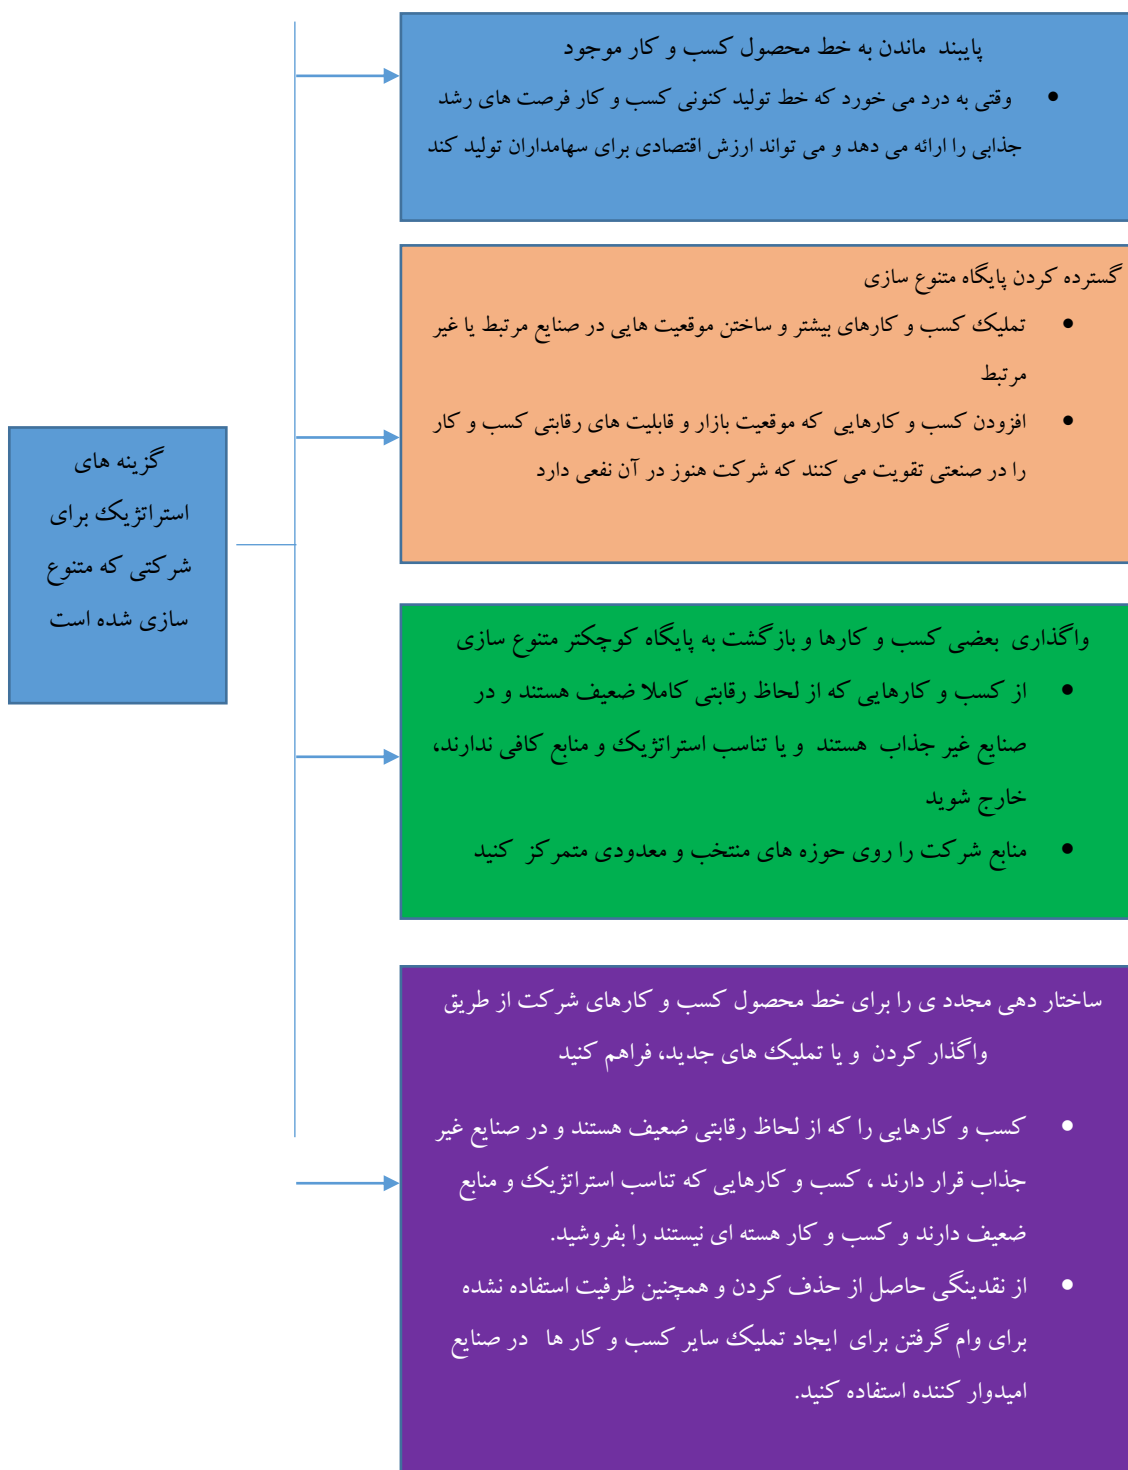 پایبند ماندن به خط محصول کسب و کار موجود
• وقتی به درد می خورد که خط تولید کنونی کسب و کار فرصت های رشد
جذابی را ارائه می دهد و می تواند ارزش اقتصادی برای سهامداران تولید کند
گسترده کردن پایگاه متنوع سازی
• تملیک کسب و کارهای بیشتر و ساختن موقعیت هایی در صنایع مرتبط یا غیر
مرتبط
• افزودن کسب و کارهایی که موقعیت بازار و قابلیت های رقابتی کسب و کار
را در صنعتی تقویت می کنند که شرکت هنوز در آن نفعی دارد
گزینه های
استراتژیک برای
شرکتی که متنوع
سازی شده است
واگذاری بعضی کسب و کارها و بازگشت به پایگاه کوچکتر متنوع سازی
• از کسب و کارهایی که از لحاظ رقابتی کاملا ضعیف هستند و در
صنایع غیر جذاب هستند و یا تناسب استراتژیک و منابع کافی ندارند،
خارج شوید
• منابع شرکت را روی حوزه های منتخب و معدودی متمرکز کنید
ساختار دهی مجدد ی را برای خط محصول کسب و کارهای شرکت از طریق
واگذار کردن و یا تملیک های جدید، فراهم کنید
• کسب و کارهایی را که از لحاظ رقابتی ضعیف هستند و در صنایع غیر
جذاب قرار دارند ، کسب و کارهایی که تناسب استراتژیک و منابع
ضعیف دارند و کسب و کار هسته ای نیستند را بفروشید.
• از نقدینگی حاصل از حذف کردن و همچنین ظرفیت استفاده نشده
برای وام گرفتن برای ایجاد تملیک سایر کسب و کار ها در صنایع
امیدوار کننده استفاده کنید.